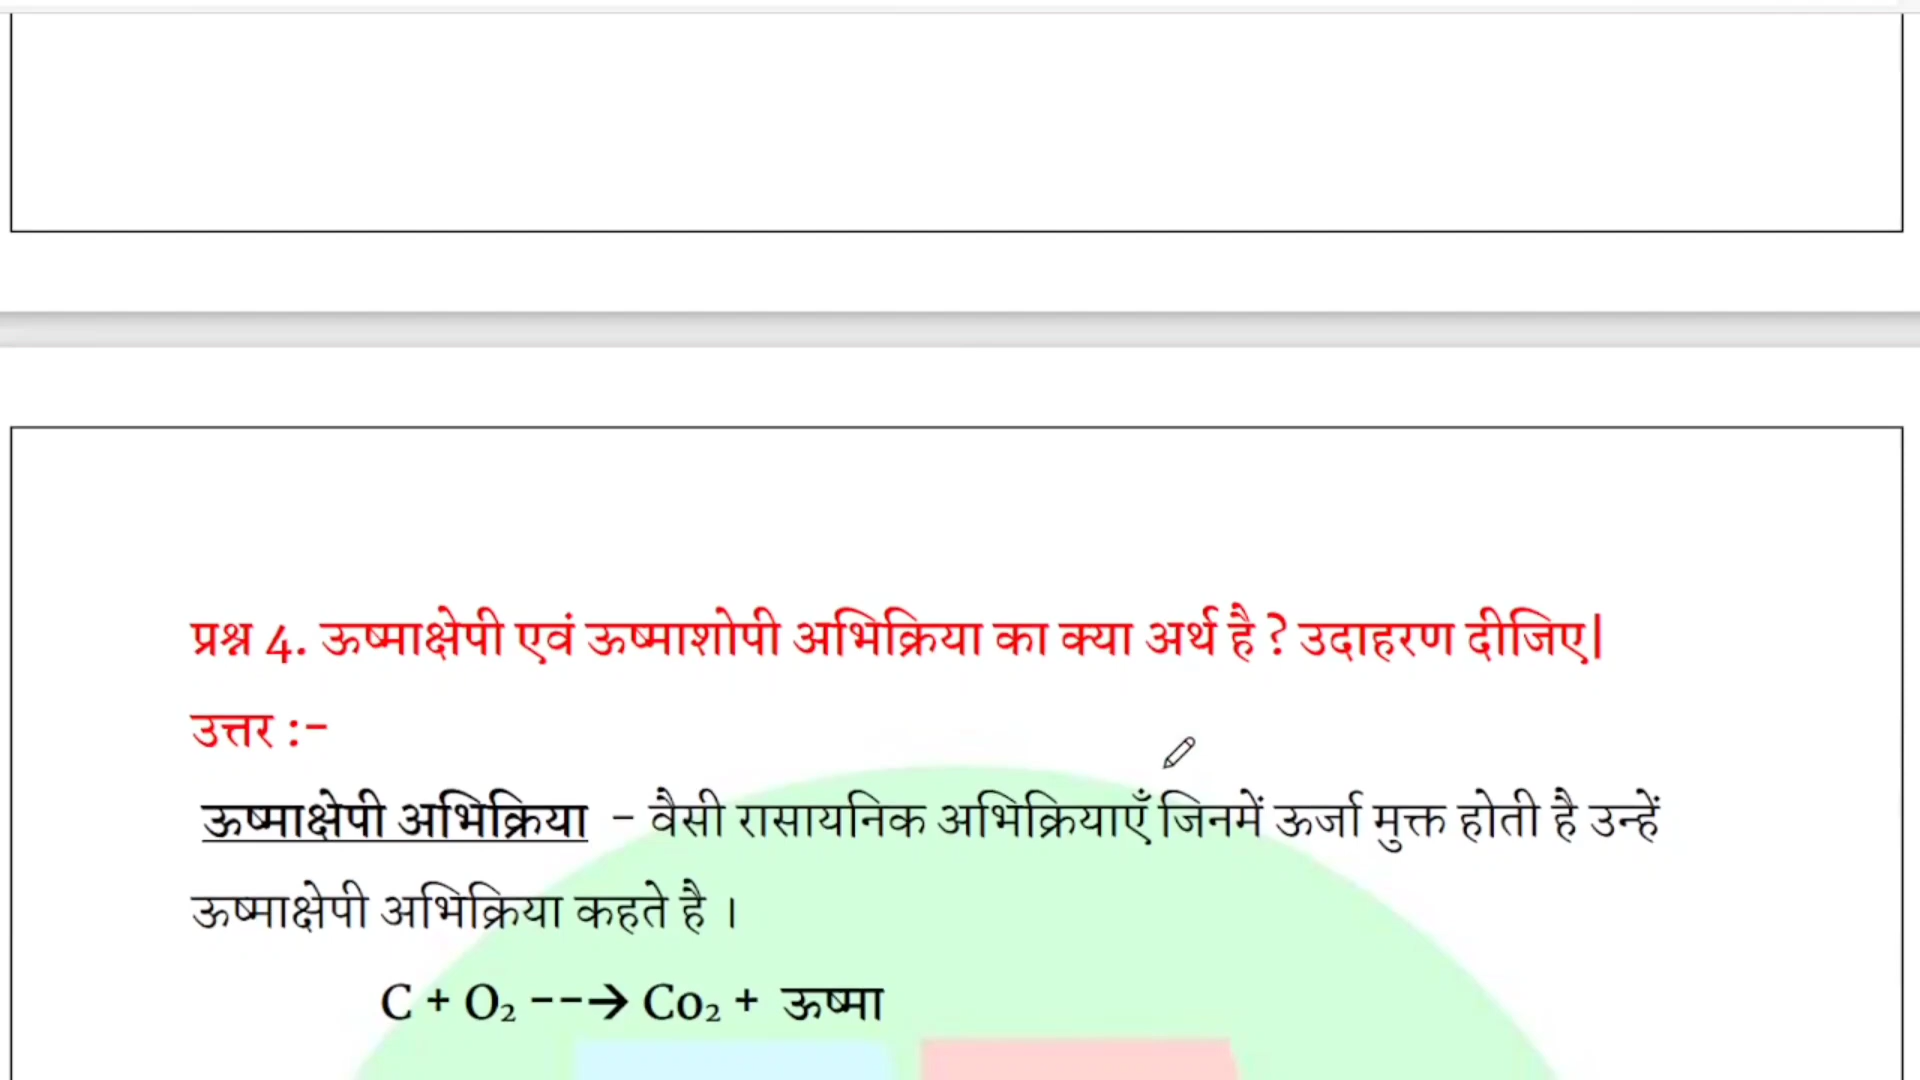 प्रश्न 4. ऊष्माक्षेपी एवं ऊष्माशोपी अभिक्रिया का क्या अर्थ है ? उदाहरण दीजिए|
उत्तर :-
ऊष्माक्षेपी अभिक्रिया - वैसी रासायनिक अभिक्रियाएँ जिनमें ऊर्जा मुक्त होती है उन्हें
ऊष्माक्षेपी अभिक्रिया कहते है ।
C + O₂ --→ Co₂ + ऊष्मा